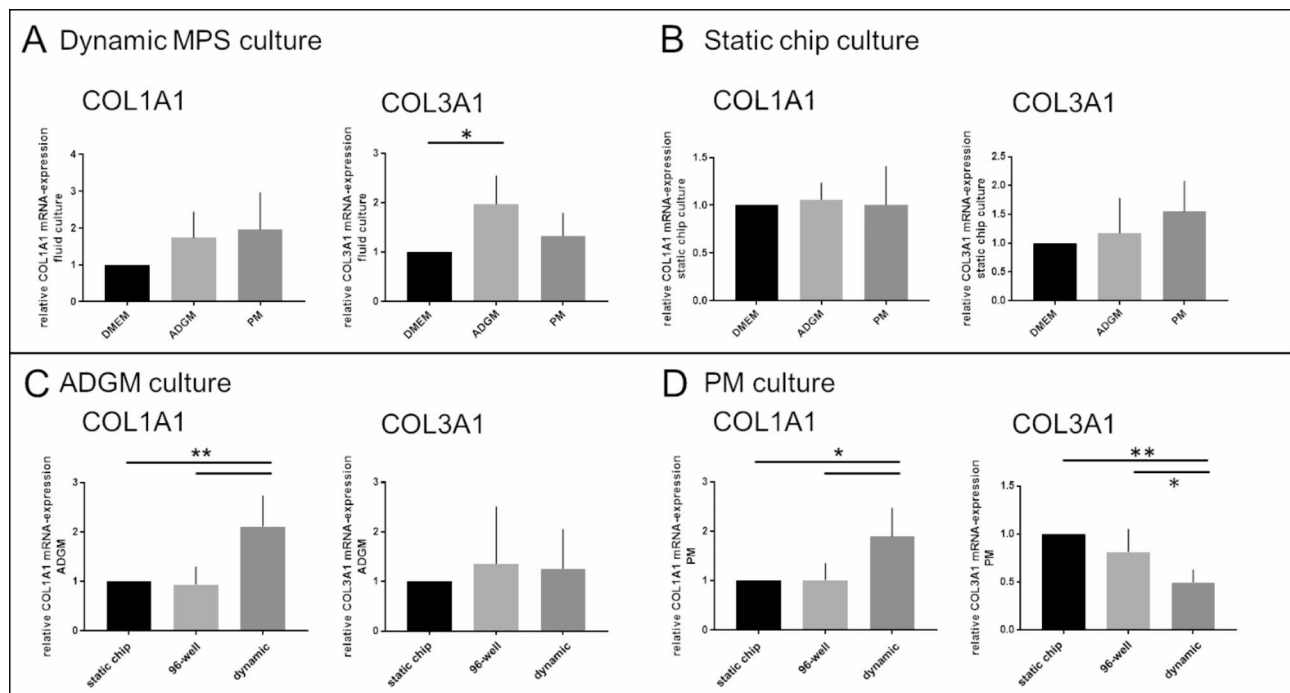 A Dynamic MPS culture
COL1A1
relative COL1A1 mRNA-expression
fluid culture
4
3
2
1
0
DMEM
ADGM
PM
COL3A1
*
relative COL3A1 mRNA-expression
fluid culture
3
2
1
0
DMEM
ADGM
PM
B Static chip culture
COL1A1
relative COL1A1 mRNA-expression
static chip culture
1.5
1.0
0.5
0.0
DMEM
ADGM
PM
COL3A1
relative COL3A1 mRNA-expression
static chip culture
2.5
2.0
1.5
1.0
0.5
0.0
DMEM
ADGM
PM
C ADGM culture
COL1A1
**
relative COL1A1 mRNA-expression
ADGM
3
2
1
0
static chip
96-well
dynamic
COL3A1
relative COL3A1 mRNA-expression
ADGM
3
2
1
0
static chip
96-well
dynamic
D PM culture
COL1A1
*
relative COL1A1 mRNA-expression
PM
3
2
1
0
static chip
96-well
dynamic
COL3A1
**
*
relative COL3A1 mRNA-expression
PM
1.5
1.0
0.5
0.0
static chip
96-well
dynamic